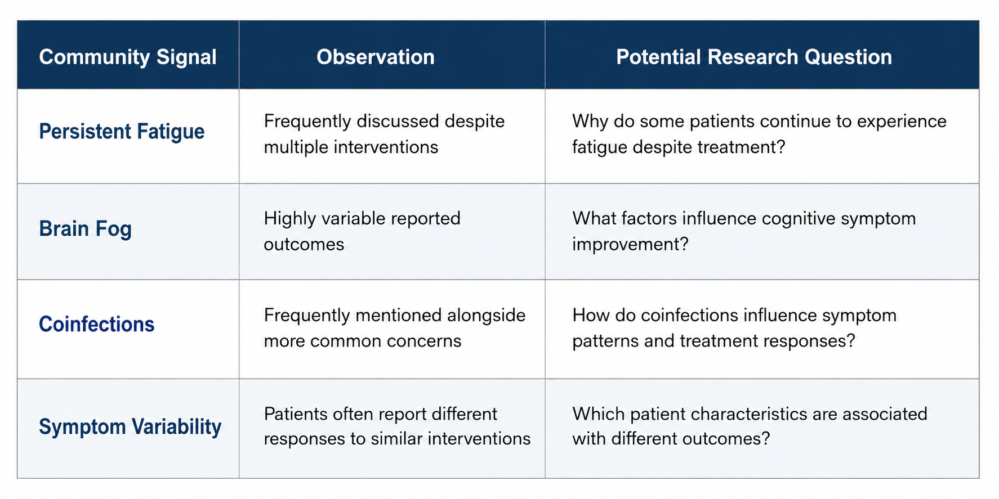 Community Signal
Observation
Potential Research Question
Persistent Fatigue
Frequently discussed despite
multiple interventions
Why do some patients continue to experience
fatigue despite treatment?
Brain Fog
Highly variable reported
outcomes
What factors influence cognitive symptom
improvement?
Coinfections
Frequently mentioned alongside
more common concerns
How do coinfections influence symptom
patterns and treatment responses?
Symptom Variability
Patients often report different
responses to similar interventions
Which patient characteristics are associated
with different outcomes?